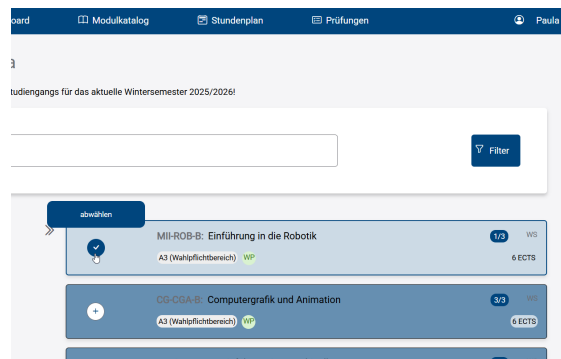 oard Modulkatalog Stundenplan Prüfungen Paula
a
tudiengangs für das aktuelle Wintersemester 2025/2026!
Filter
abwählen
MII-ROB-B: Einführung in die Robotik 1/3 WS
A3 (Wahlpflichtbereich) WP 6 ECTS
CG-CGA-B: Computergrafik und Animation 3/3 WS
A3 (Wahlpflichtbereich) WP 6 ECTS